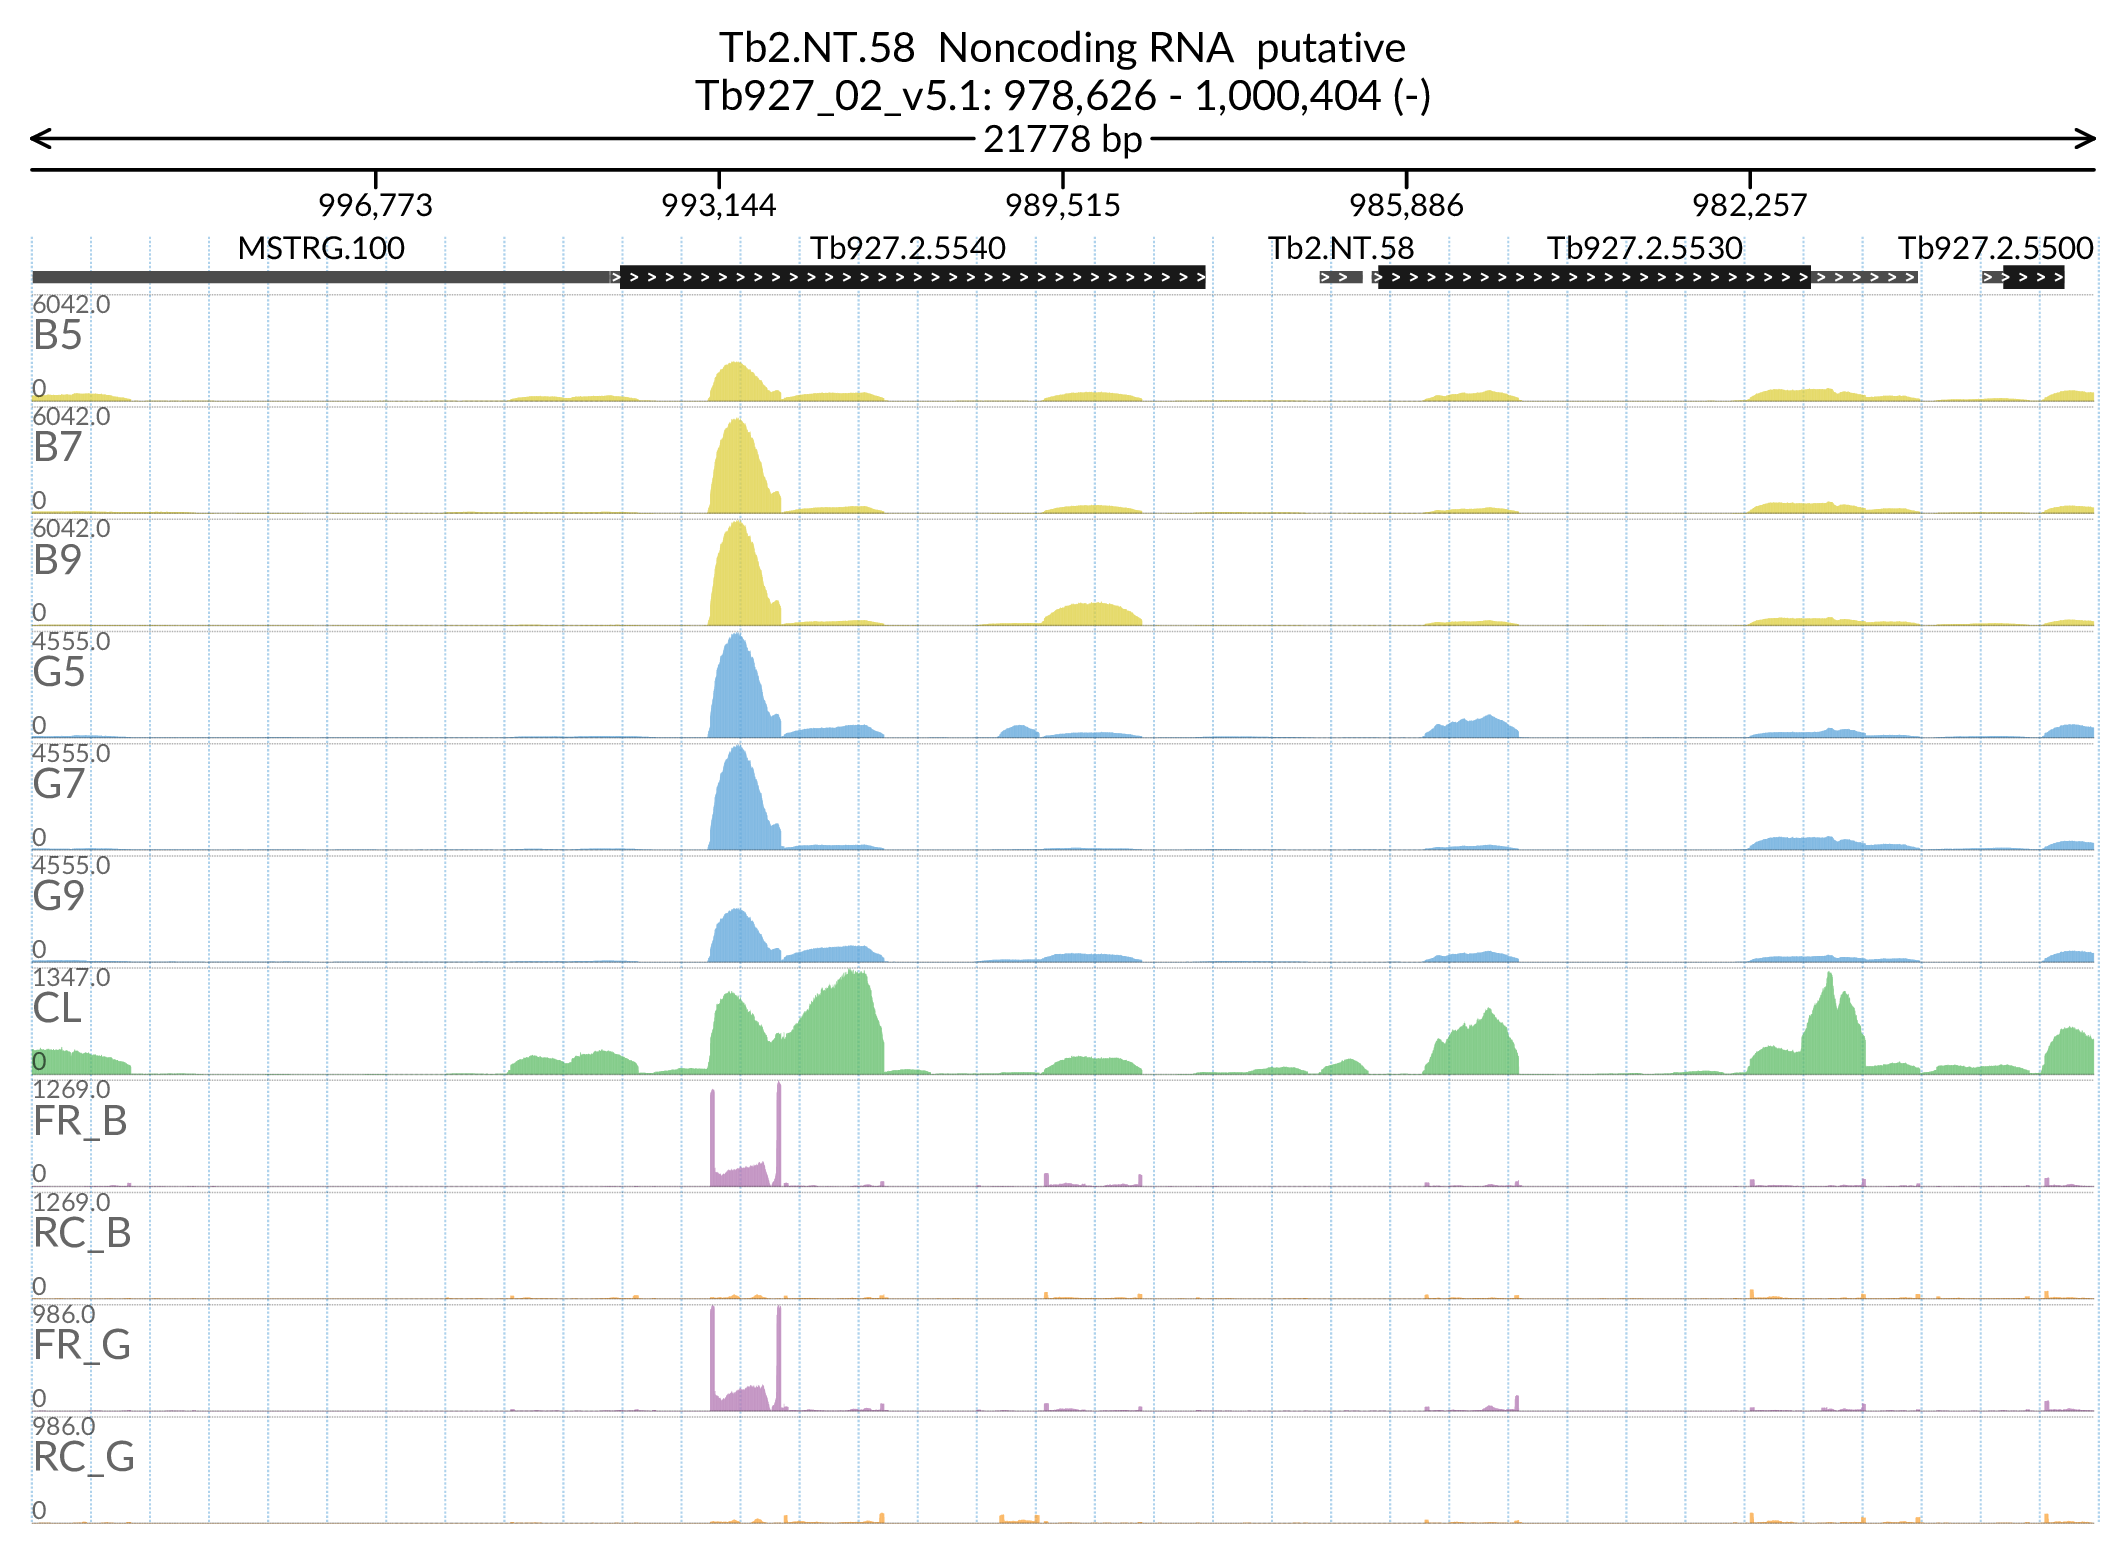 Tb2.NT.58 Noncoding RNA putative
Tb927_02_v5.1: 978,626 - 1,000,404 (-)
21778 bp
996,773 993,144 989,515 985,886 982,257
MSTRG.100 Tb927.2.5540 Tb2.NT.58 Tb927.2.5530 Tb927.2.5500
6042.0
B5
0
6042.0
B7
0
6042.0
B9
0
4555.0
G5
0
4555.0
G7
0
4555.0
G9
0
1347.0
CL
0
1269.0
FR_B
0
1269.0
RC_B
0
986.0
FR_G
0
986.0
RC_G
0